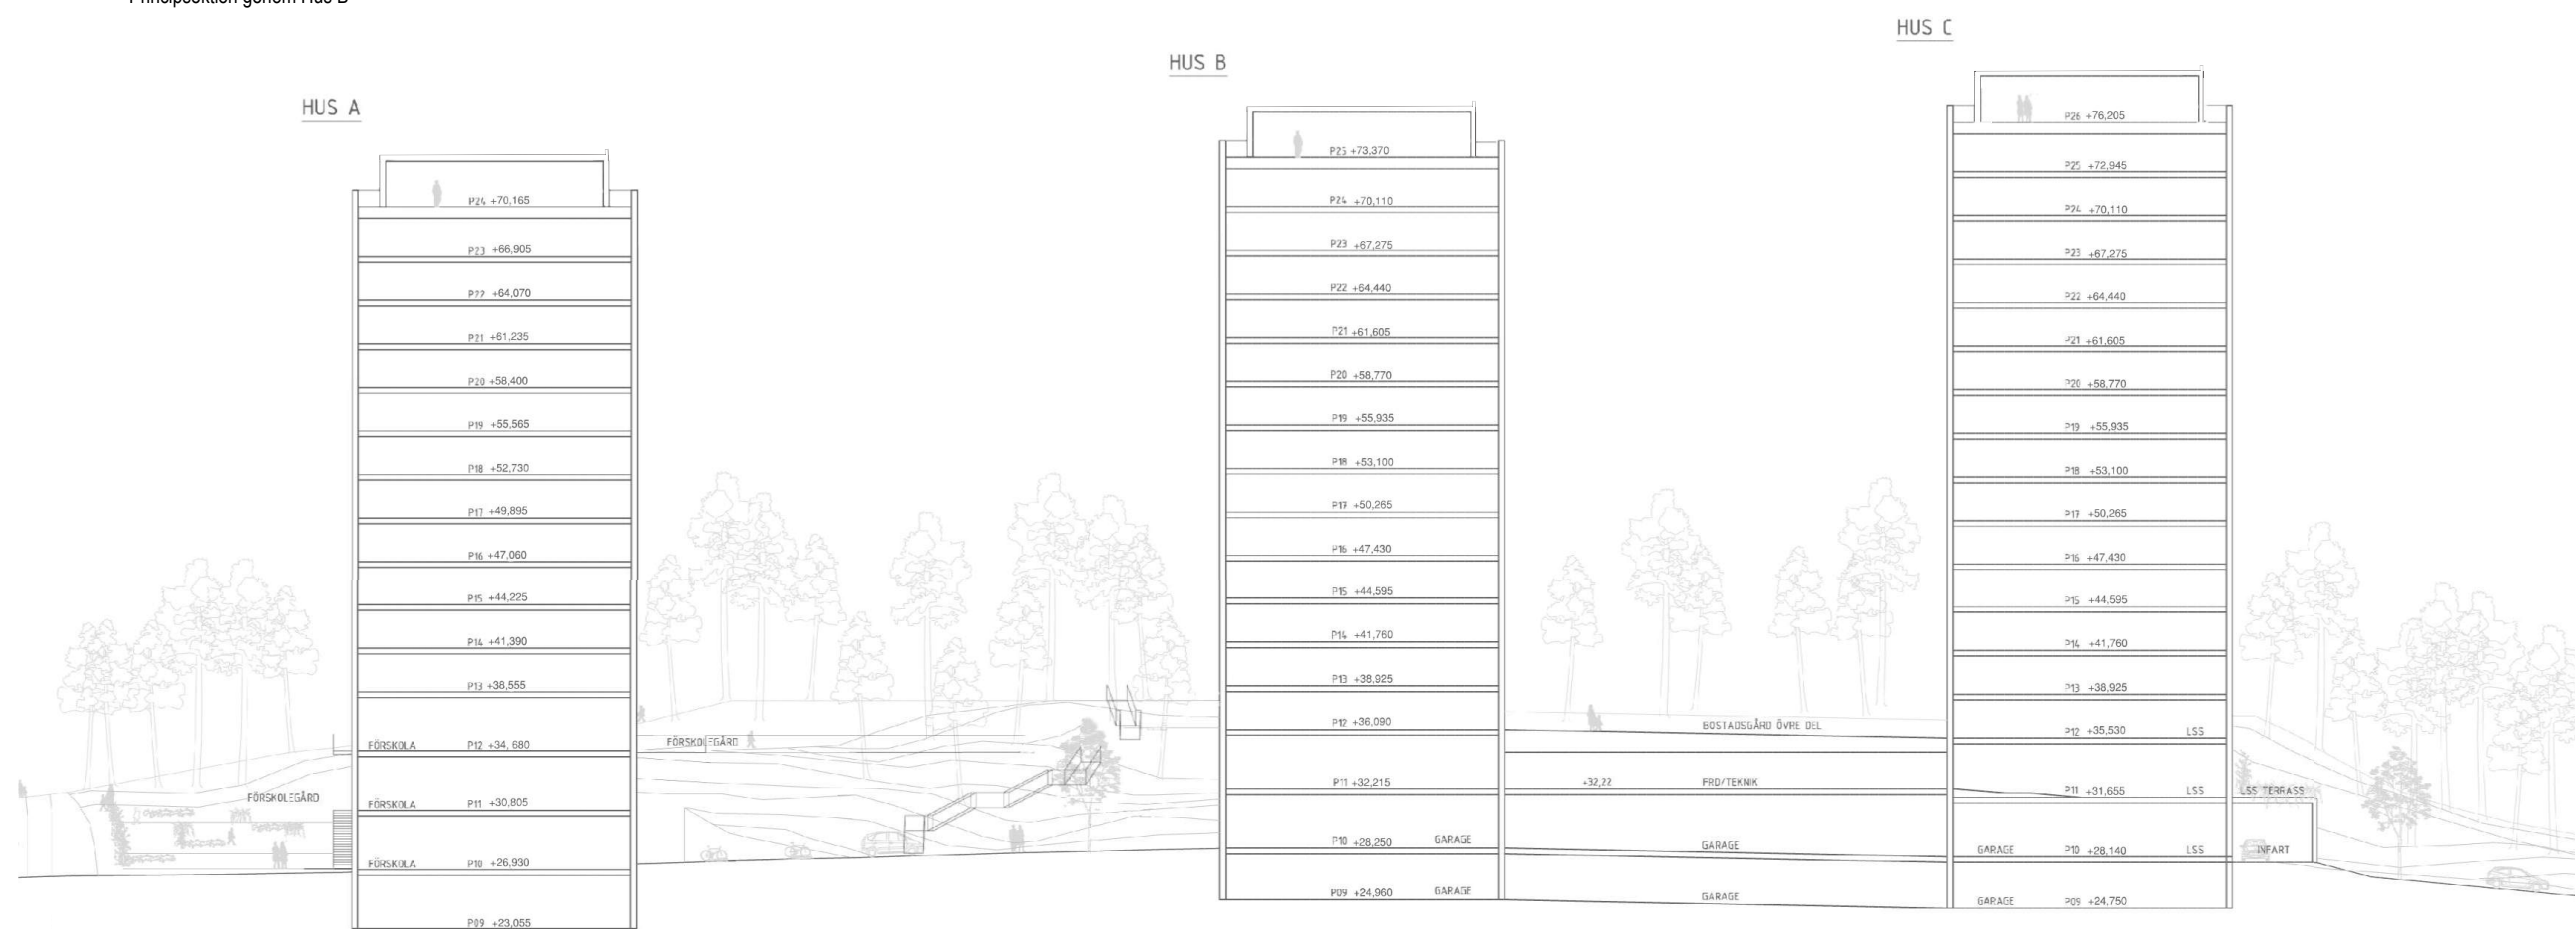 Principsektion genom Hus B
HUS A
P24 +70,165
P23 +66,905
P22 +64,070
P21 +61,235
P20 +58,400
P19 +55,565
P18 +52,730
P17 +49,895
P16 +47,060
P15 +44,225
P14 +41,390
P13 +38,555
FÖRSKOLA P12 +34, 680
FÖRSKOLA P11 +30,805
FÖRSKOLA P10 +26,930
P09 +23,055
FÖRSKOLEGÅRD
FÖRSKOLEGÅRD
HUS B
P25 +73,370
P24 +70,110
P23 +67,275
P22 +64,440
P21 +61,605
P20 +58,770
P19 +55,935
P18 +53,100
P17 +50,265
P16 +47,430
P15 +44,595
P14 +41,760
P13 +38,925
P12 +36,090
P11 +32,215
P10 +28,250 GARAGE
P09 +24,960 GARAGE
BOSTADSGÅRD ÖVRE DEL
+32,22 FRD/TEKNIK
GARAGE
GARAGE
HUS C
P26 +76,205
P25 +72,945
P24 +70,110
P23 +67,275
P22 +64,440
P21 +61,605
P20 +58,770
P19 +55,935
P18 +53,100
P17 +50,265
P16 +47,430
P15 +44,595
P14 +41,760
P13 +38,925
P12 +35,530 LSS
P11 +31,655 LSS
GARAGE P10 +28,140 LSS
GARAGE P09 +24,750
LSS TERRASS
INFART